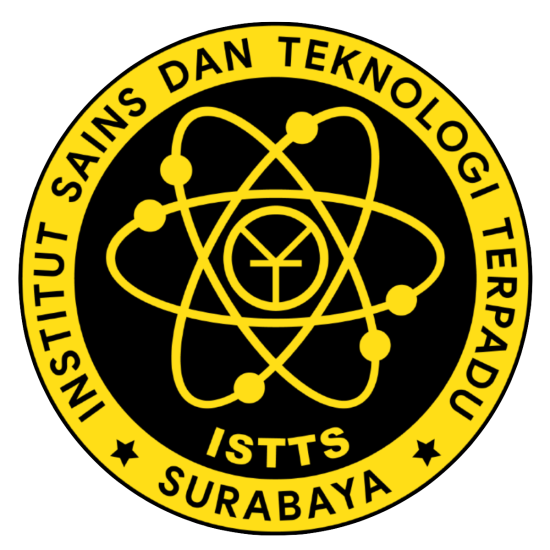 INSTITUT SAINS DAN TEKNOLOGI TERPADU
ISTTS
SURABAYA